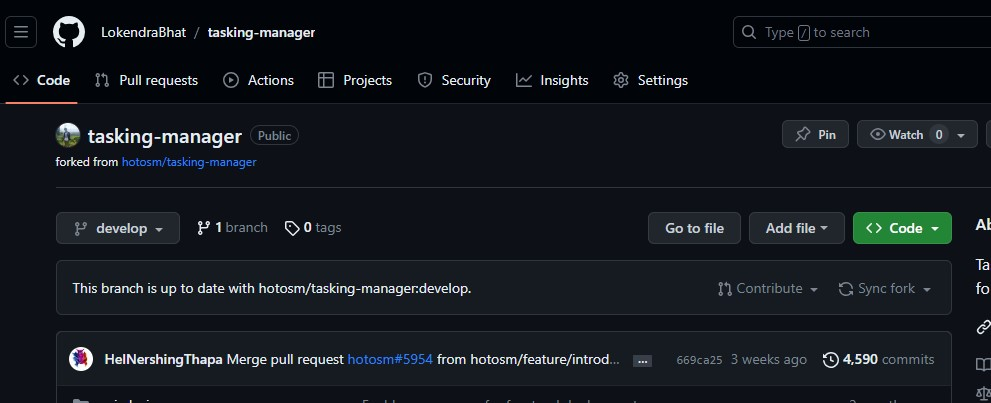 LokendraBhat / tasking-manager
Type / to search
Code Pull requests Actions Projects Security Insights Settings
tasking-manager Public
Pin Watch 0
forked from hotosm/tasking-manager
develop 1 branch 0 tags Go to file Add file Code
This branch is up to date with hotosm/tasking-manager:develop. Contribute Sync fork
HelNershingThapa Merge pull request hotosm#5954 from hotosm/feature/introd... ... 669ca25 3 weeks ago 4,590 commits